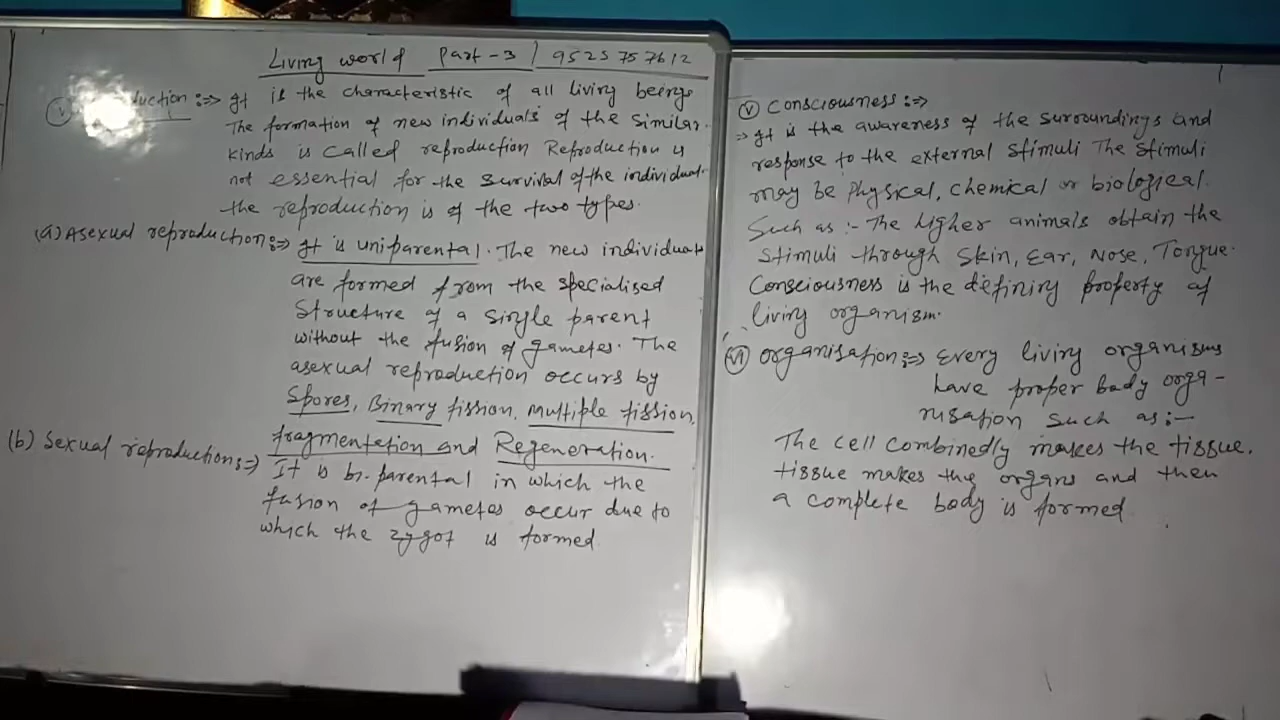 Living world Part-3 / 9525757612
(V) duction :=> It is the characteristic of all living beings
The formation of new individuals of the similar
kinds is called reproduction Reproduction is
not essential for the survival of the individual.
the reproduction is of the two types.
(a) Asexual reproduction :=> It is uniparental. The new individual
are formed from the specialised
structure of a single parent
without the fusion of gametes. The
asexual reproduction occurs by
Spores, Binary fission, multiple fission,
fragmentation and Regeneration.
(b) Sexual reproduction :=> It is bi-parental in which the
fusion of gametes occur due to
which the zygot is formed.
(V) Consciousness :=>
=> It is the awareness of the surroundings and
response to the external stimuli The stimuli
may be physical, chemical or biological.
Such as :- The higher animals obtain the
stimuli through skin, Ear, Nose, Tongue.
Consciousness is the defining property of
living organism.
(VI) organisation :=> Every living organisms
have proper body orga-
nisation such as :-
The cell combinedly makes the tissue.
tissue makes the organs and then
a complete body is formed